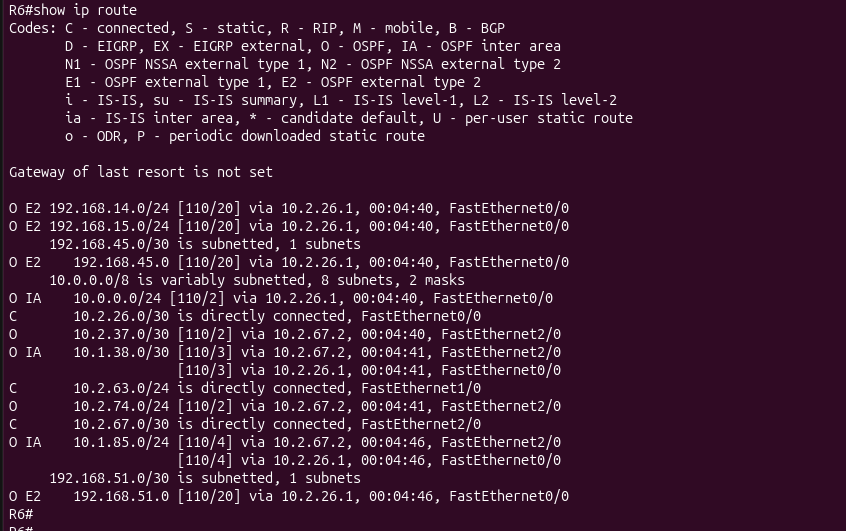 R6#show ip route
Codes: C - connected, S - static, R - RIP, M - mobile, B - BGP
       D - EIGRP, EX - EIGRP external, O - OSPF, IA - OSPF inter area
       N1 - OSPF NSSA external type 1, N2 - OSPF NSSA external type 2
       E1 - OSPF external type 1, E2 - OSPF external type 2
       i - IS-IS, su - IS-IS summary, L1 - IS-IS level-1, L2 - IS-IS level-2
       ia - IS-IS inter area, * - candidate default, U - per-user static route
       o - ODR, P - periodic downloaded static route
Gateway of last resort is not set
O E2 192.168.14.0/24 [110/20] via 10.2.26.1, 00:04:40, FastEthernet0/0
O E2 192.168.15.0/24 [110/20] via 10.2.26.1, 00:04:40, FastEthernet0/0
     192.168.45.0/30 is subnetted, 1 subnets
O E2    192.168.45.0 [110/20] via 10.2.26.1, 00:04:40, FastEthernet0/0
     10.0.0.0/8 is variably subnetted, 8 subnets, 2 masks
O IA    10.0.0.0/24 [110/2] via 10.2.26.1, 00:04:40, FastEthernet0/0
C       10.2.26.0/30 is directly connected, FastEthernet0/0
O       10.2.37.0/30 [110/2] via 10.2.67.2, 00:04:40, FastEthernet2/0
O IA    10.1.38.0/30 [110/3] via 10.2.67.2, 00:04:41, FastEthernet2/0
                     [110/3] via 10.2.26.1, 00:04:41, FastEthernet0/0
C       10.2.63.0/24 is directly connected, FastEthernet1/0
O       10.2.74.0/24 [110/2] via 10.2.67.2, 00:04:41, FastEthernet2/0
C       10.2.67.0/30 is directly connected, FastEthernet2/0
O IA    10.1.85.0/24 [110/4] via 10.2.67.2, 00:04:46, FastEthernet2/0
                     [110/4] via 10.2.26.1, 00:04:46, FastEthernet0/0
     192.168.51.0/30 is subnetted, 1 subnets
O E2    192.168.51.0 [110/20] via 10.2.26.1, 00:04:46, FastEthernet0/0
R6#
R6#